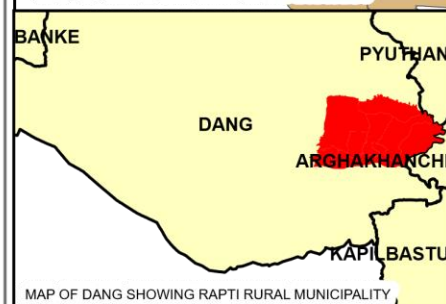 BANKE
PYUTHAN
DANG
ARGHAKHANCHI
KAPILBASTU
MAP OF DANG SHOWING RAPTI RURAL MUNICIPALITY